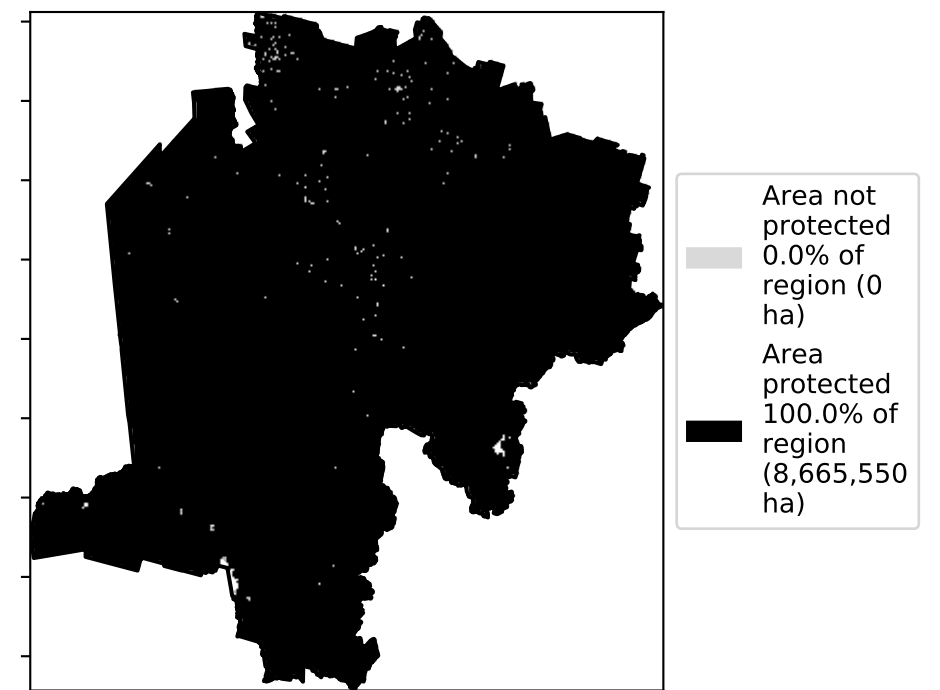 Area not
protected
0.0% of
region (0
ha)
Area
protected
100.0% of
region
(8,665,550
ha)